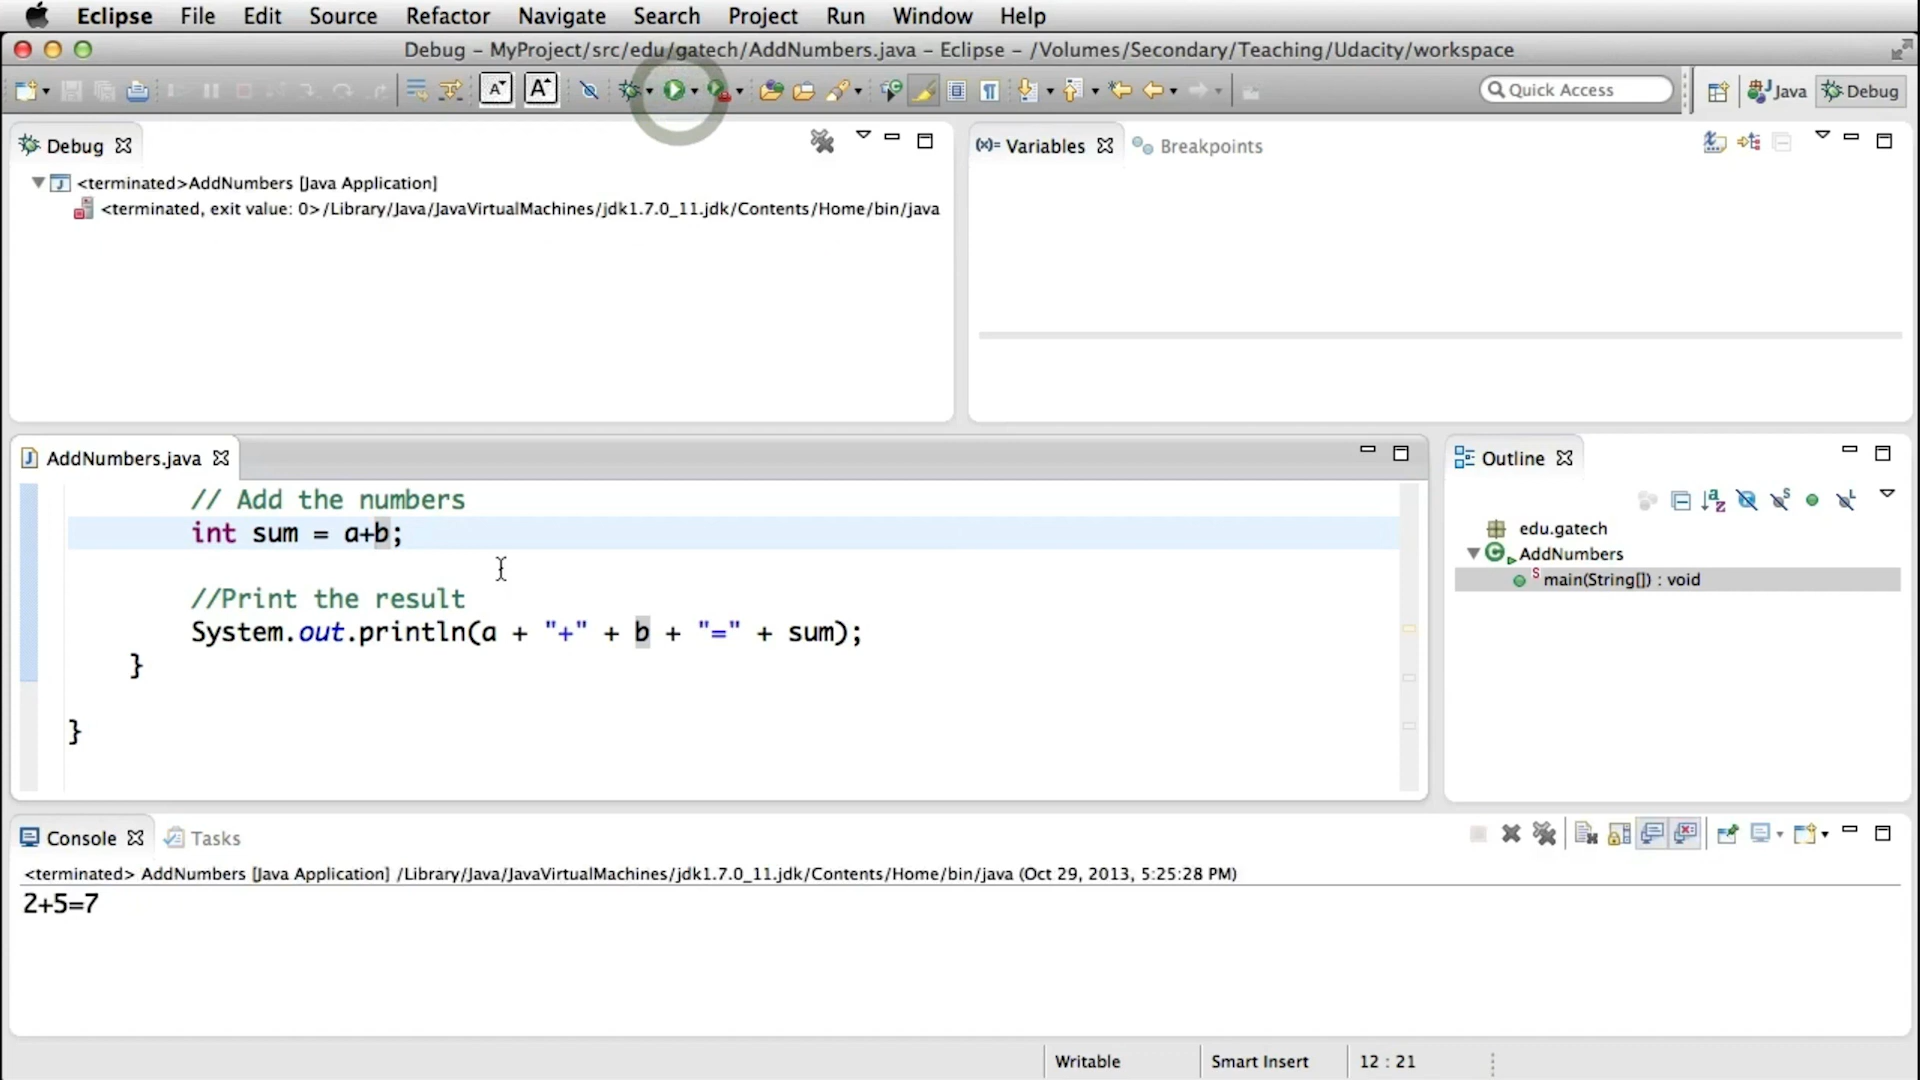 Eclipse File Edit Source Refactor Navigate Search Project Run Window Help
Debug – MyProject/src/edu/gatech/AddNumbers.java – Eclipse – /Volumes/Secondary/Teaching/Udacity/workspace
Quick Access
Java
Debug
Debug
<terminated>AddNumbers [Java Application]
<terminated, exit value: 0>/Library/Java/JavaVirtualMachines/jdk1.7.0_11.jdk/Contents/Home/bin/java
(x)= Variables
Breakpoints
AddNumbers.java
// Add the numbers
int sum = a+b;
//Print the result
System.out.println(a + "+" + b + "=" + sum);
}
}
Outline
edu.gatech
AddNumbers
main(String[]) : void
Console
Tasks
<terminated> AddNumbers [Java Application] /Library/Java/JavaVirtualMachines/jdk1.7.0_11.jdk/Contents/Home/bin/java (Oct 29, 2013, 5:25:28 PM)
2+5=7
Writable
Smart Insert
12 : 21